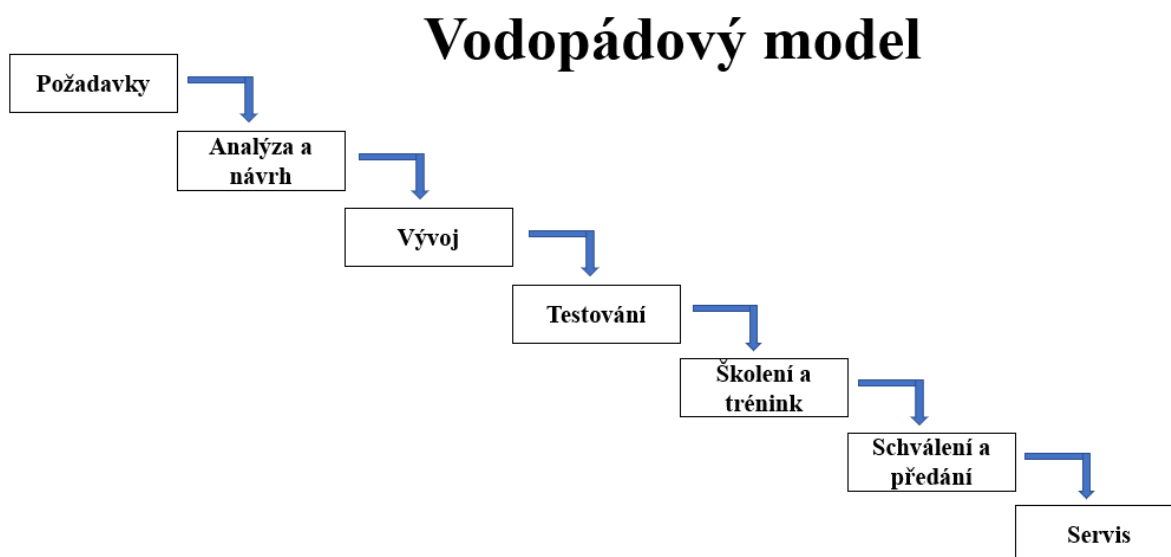 Vodopádový model
Požadavky
Analýza a
návrh
Vývoj
Testování
Školení a
trénink
Schválení a
předání
Servis